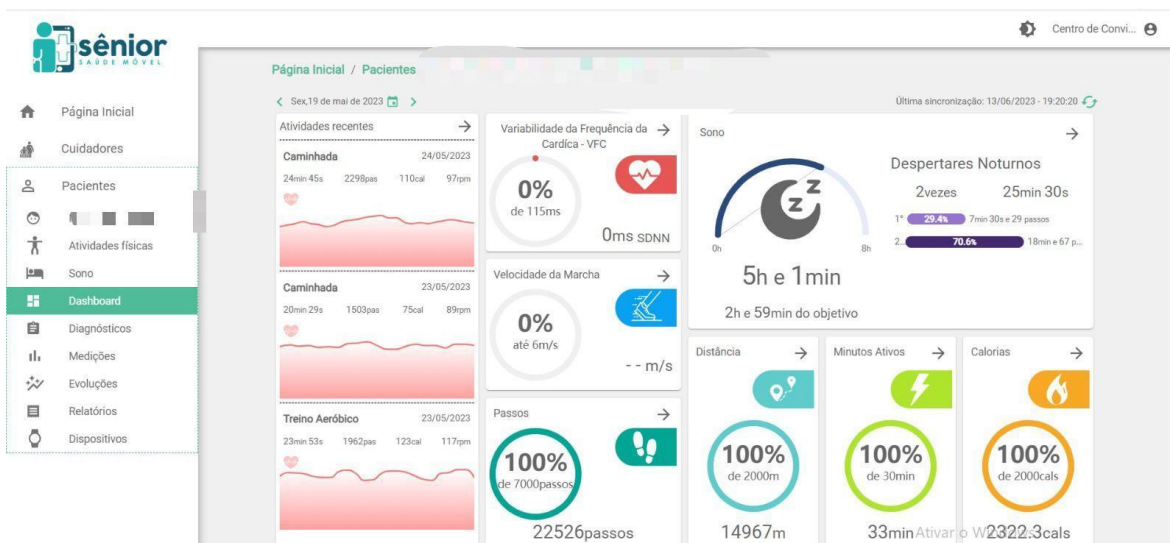 sênior
SAÚDE MÓVEL
Centro de Convi...
Página Inicial / Pacientes
Sex,19 de mai de 2023
Última sincronização: 13/06/2023 - 19:20:20
Página Inicial
Cuidadores
Pacientes
Atividades físicas
Sono
Dashboard
Diagnósticos
Medições
Evoluções
Relatórios
Dispositivos
Atividades recentes
Caminhada 24/05/2023
24min 45s 2298pas 110cal 97rpm
Caminhada 23/05/2023
20min 29s 1503pas 75cal 89rpm
Treino Aeróbico 23/05/2023
23min 53s 1962pas 123cal 117rpm
Variabilidade da Frequência da
Cardíca - VFC
0%
de 115ms
0ms SDNN
Velocidade da Marcha
0%
até 6m/s
- - m/s
Passos
100%
de 7000passos
22526passos
Sono
z z
0h 8h
5h e 1min
2h e 59min do objetivo
Despertares Noturnos
2vezes 25min 30s
1° 29.4% 7min 30s e 29 passos
2... 70.6% 18min e 67 p...
Distância
100%
de 2000m
14967m
Minutos Ativos
100%
de 30min
33min
Calorias
100%
de 2000cals
2322.3cals
Ativar o Windows